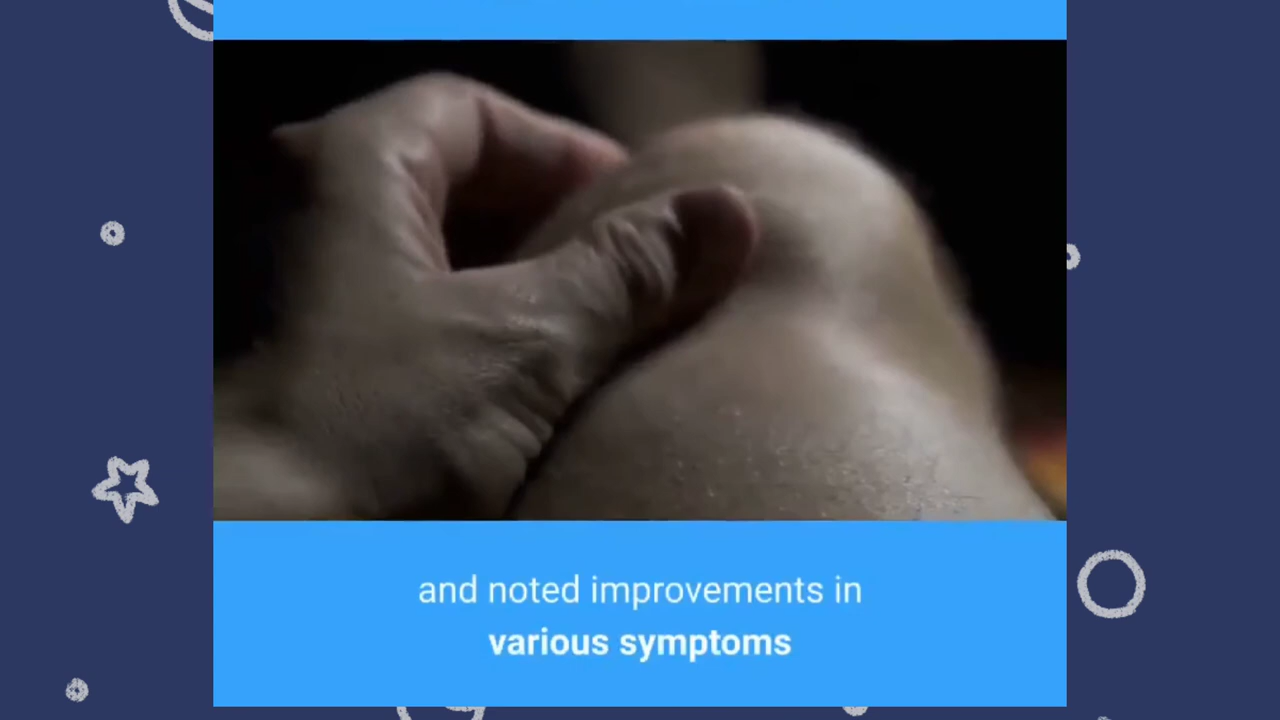 and noted improvements in
various symptoms